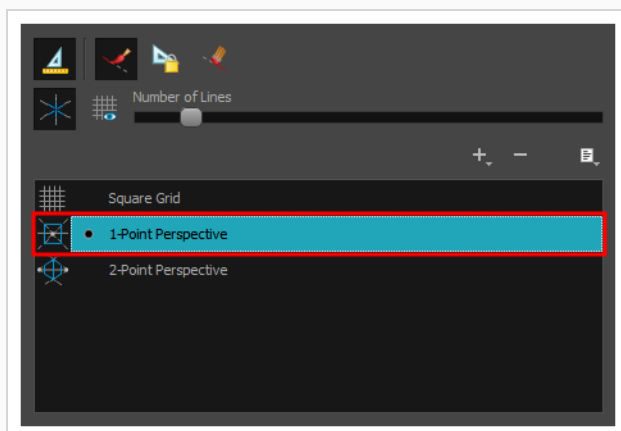 Number of Lines
Square Grid
1-Point Perspective
2-Point Perspective